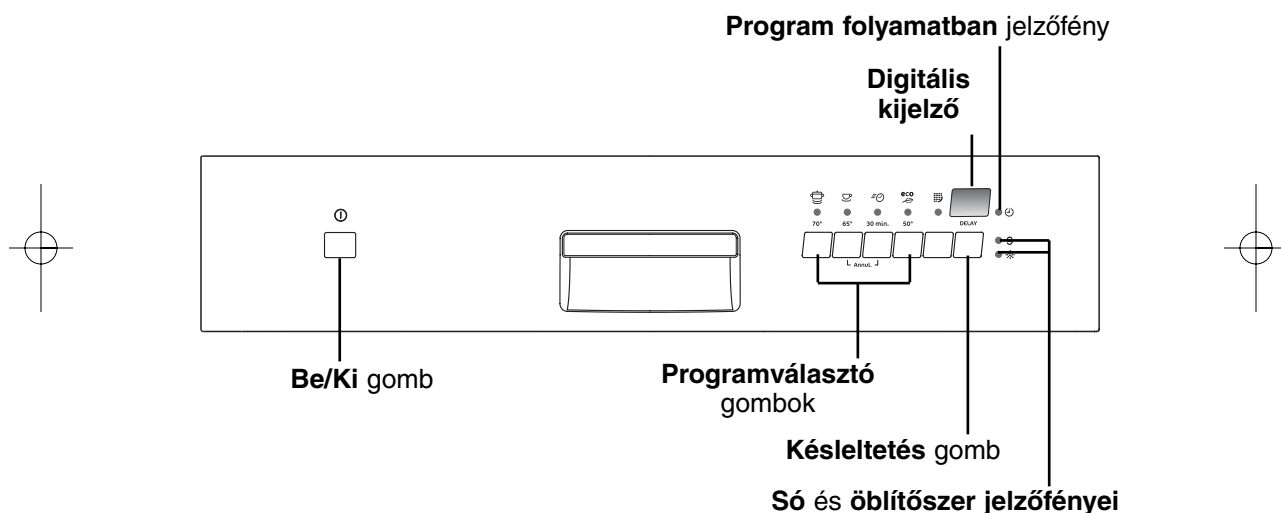 Program folyamatban jelzőfény
Digitális
kijelző
eco
70°
65°
30 min.
50°
DELAY
Annul.
Be/Ki gomb
Programválasztó
gombok
Késleltetés gomb
Só és öblítőszer jelzőfényei